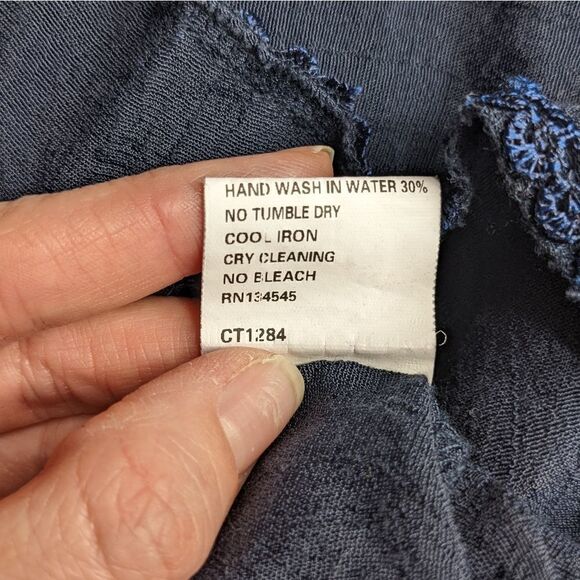 HAND WASH IN WATER 30%
NO TUMBLE DRY
COOL IRON
CRY CLEANING
NO BLEACH
RN134545
CT1284